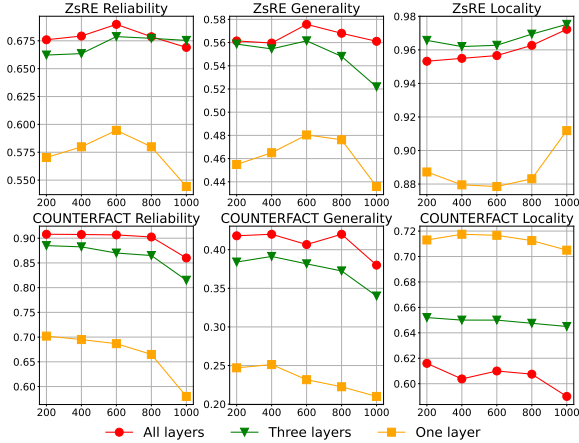 ZsRE Reliability ZsRE Generality ZsRE Locality
0.675 0.650 0.625 0.600 0.575 0.550
200 400 600 800 1000
0.58 0.56 0.54 0.52 0.50 0.48 0.46 0.44
200 400 600 800 1000
0.98 0.96 0.94 0.92 0.90 0.88
200 400 600 800 1000
COUNTERFACT Reliability COUNTERFACT Generality COUNTERFACT Locality
0.90 0.85 0.80 0.75 0.70 0.65 0.60
200 400 600 800 1000
0.40 0.35 0.30 0.25 0.20
200 400 600 800 1000
0.72 0.70 0.68 0.66 0.64 0.62 0.60
200 400 600 800 1000
All layers Three layers One layer